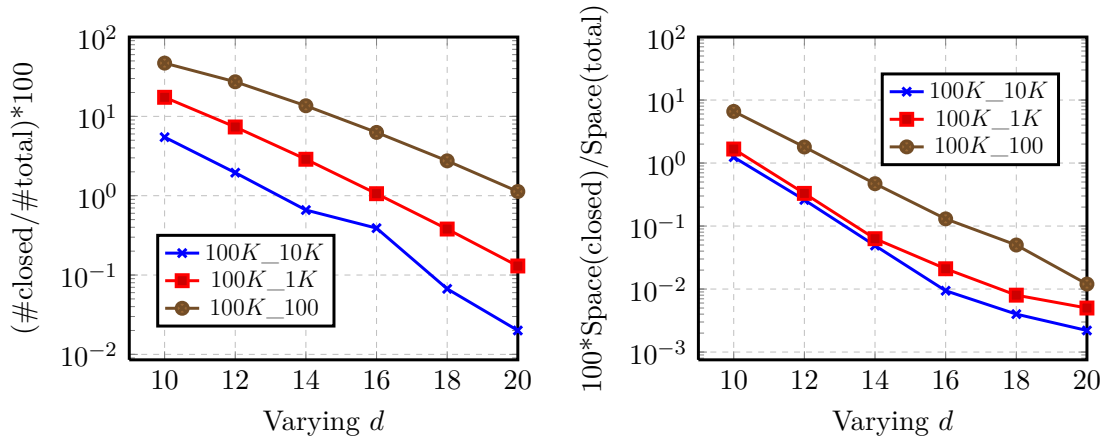 (#closed/#total)*100
10^2
10^1
10^0
10^{-1}
10^{-2}
100K_10K
100K_1K
100K_100
10 12 14 16 18 20
Varying d
100*Space(closed)/Space(total)
10^2
10^1
10^0
10^{-1}
10^{-2}
10^{-3}
100K_10K
100K_1K
100K_100
10 12 14 16 18 20
Varying d